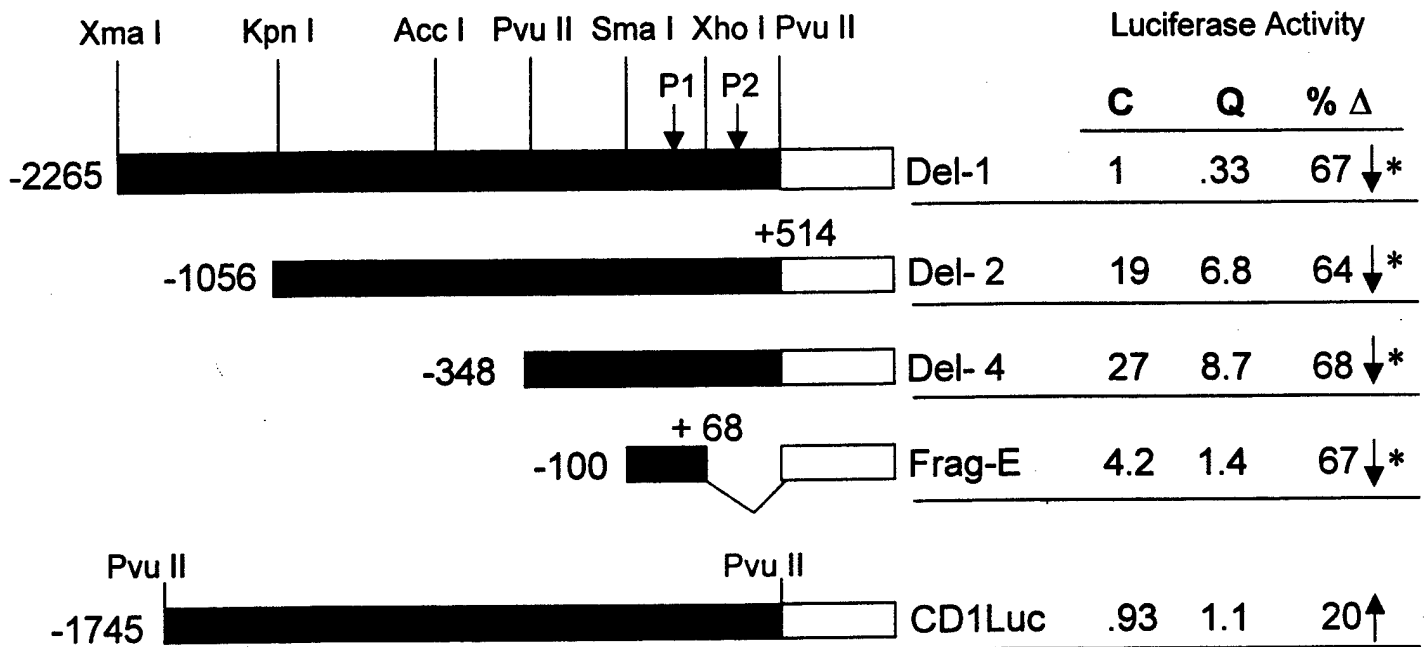 Xma I Kpn I Acc I Pvu II Sma I Xho I Pvu II Luciferase Activity
P1 P2 C Q % Δ
-2265 Del-1 1 .33 67 ↓*
+514
-1056 Del- 2 19 6.8 64 ↓*
-348 Del- 4 27 8.7 68 ↓*
+ 68
-100 Frag-E 4.2 1.4 67 ↓*
Pvu II Pvu II
-1745 CD1Luc .93 1.1 20 ↑